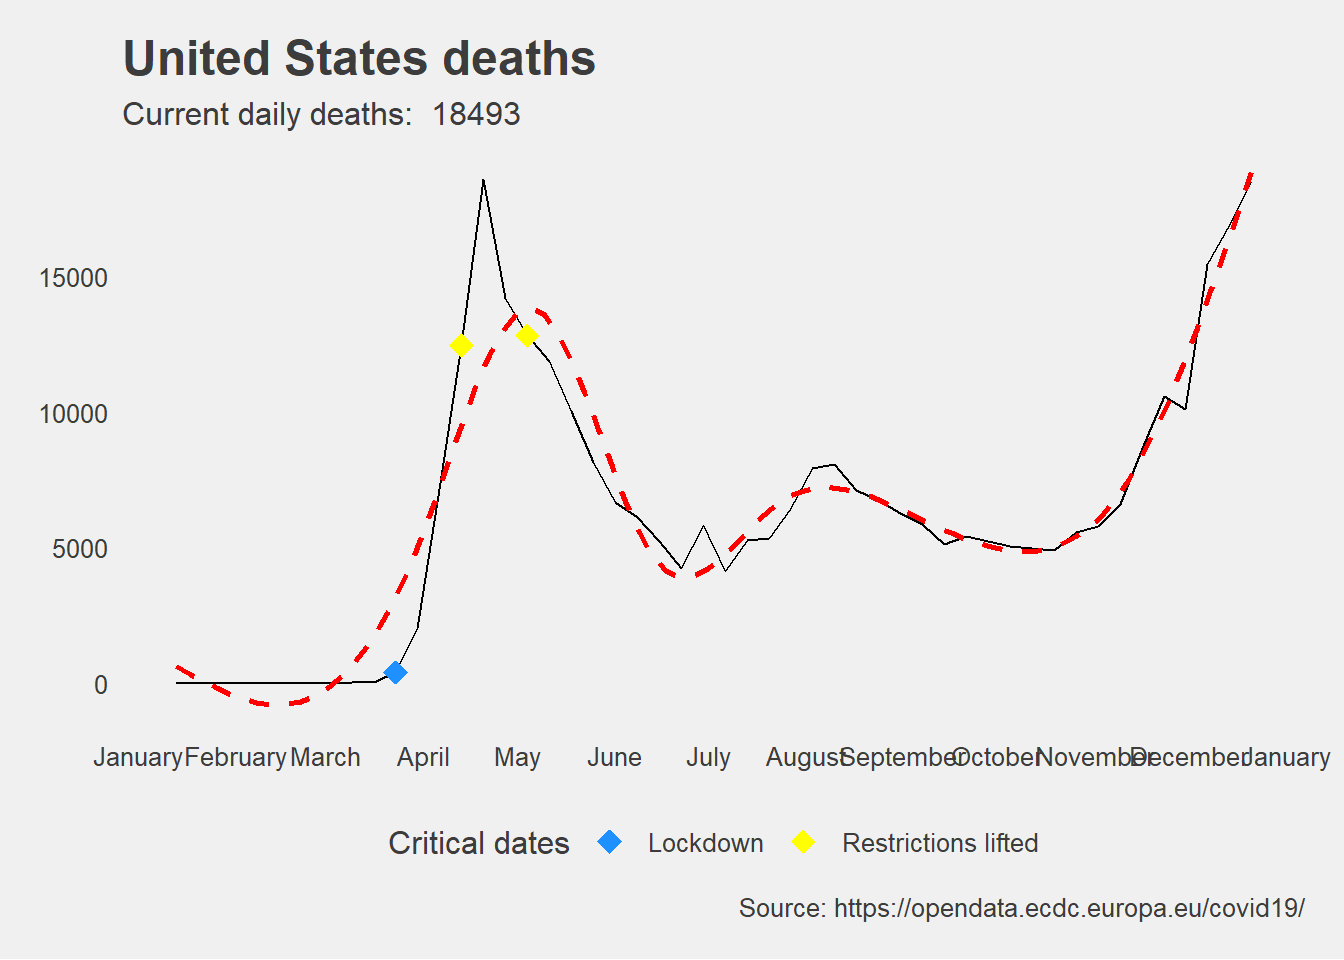 United States deaths
Current daily deaths:  18493
15000
10000
5000
0
January February March April May June July August September October November December January
Critical dates Lockdown Restrictions lifted
Source: https://opendata.ecdc.europa.eu/covid19/